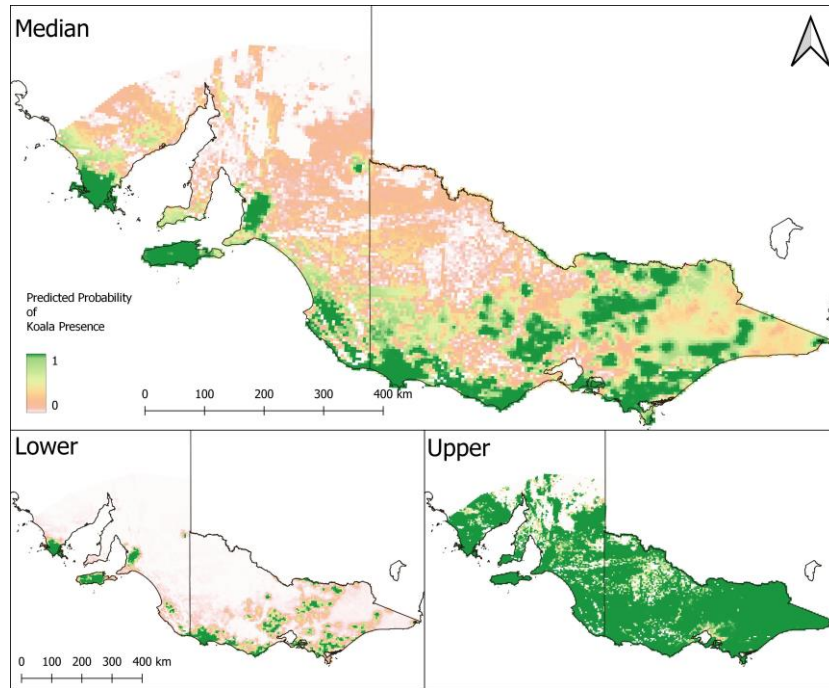 Median
Predicted Probability
of
Koala Presence
1
0
0 100 200 300 400 km
Lower
Upper
0 100 200 300 400 km